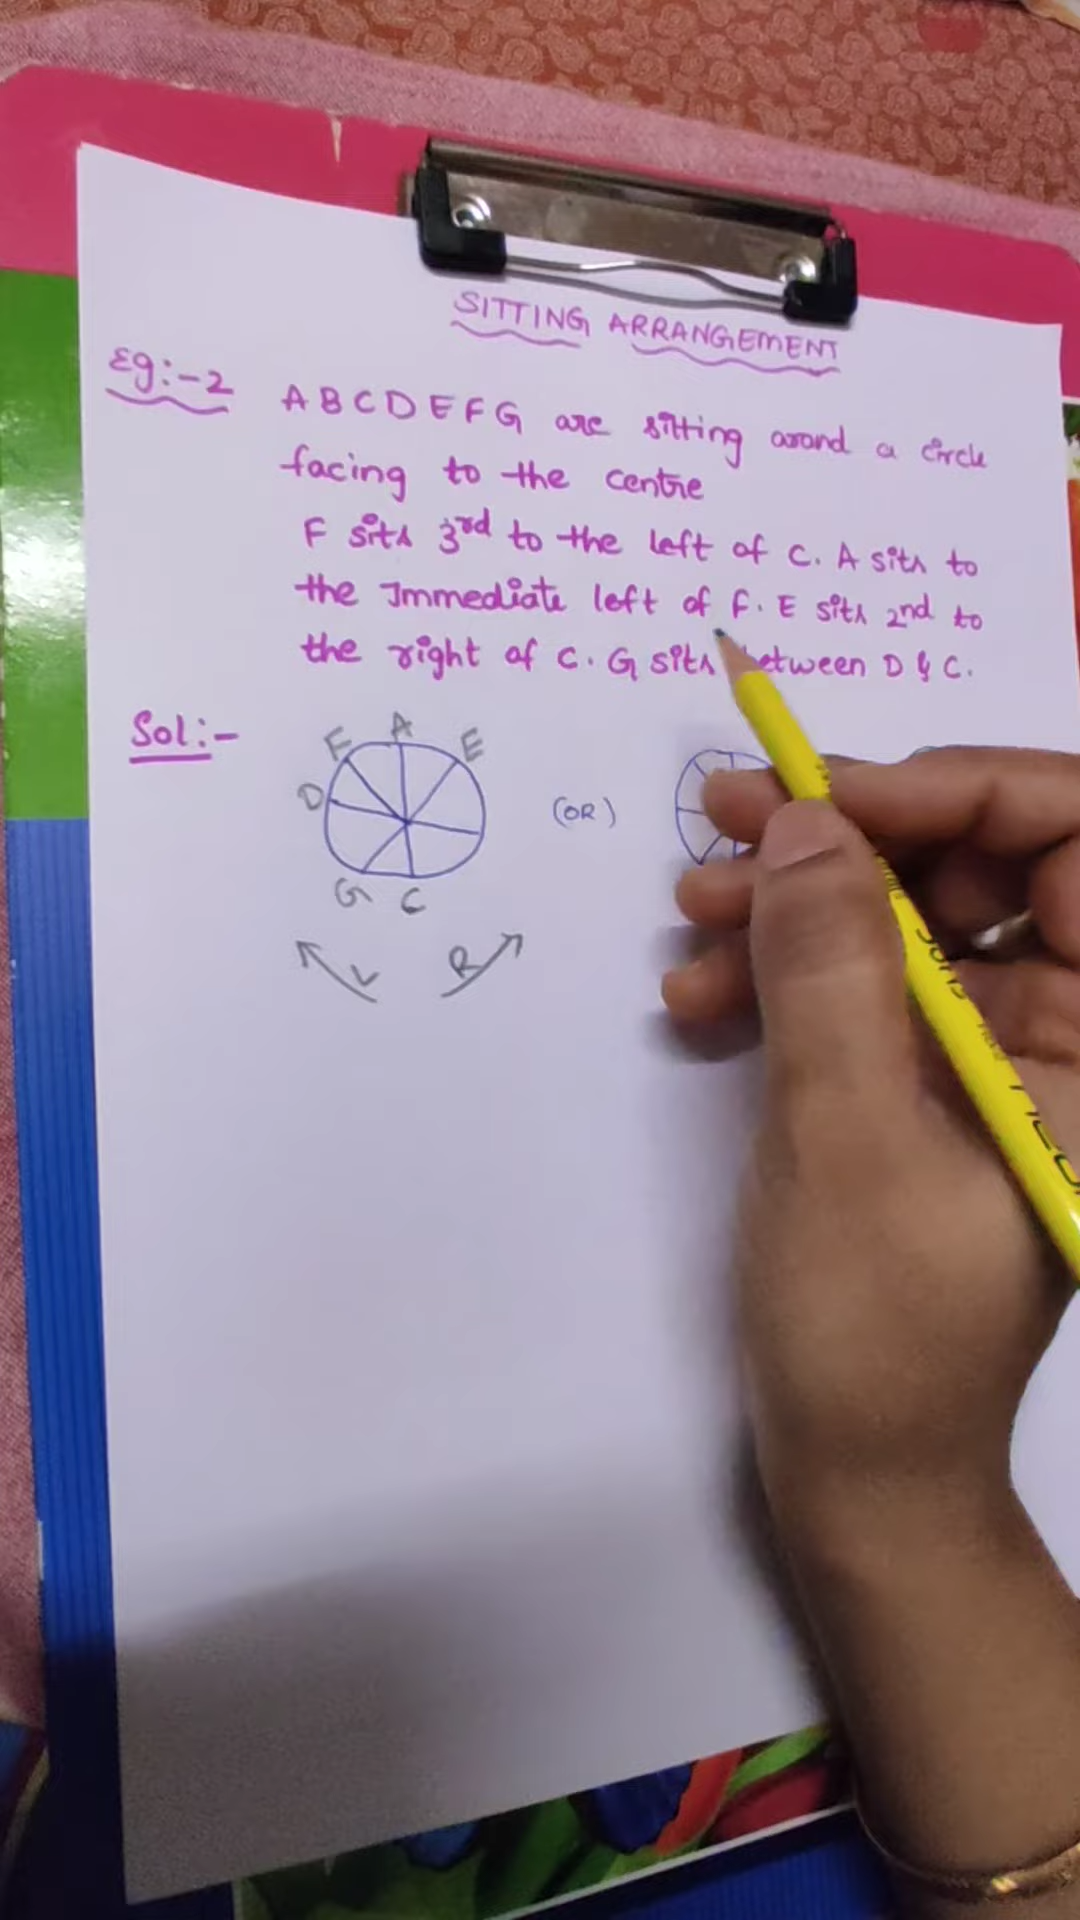 SITTING ARRANGEMENT
Eg:-2 A B C D E F G are sitting arond a circle
facing to the centre
F sits 3rd to the left of C. A sits to
the Immediate left of F. E sits 2nd to
the right of C. G sits between D & C.
Sol:-
F A E
D
(OR)
G C
L R